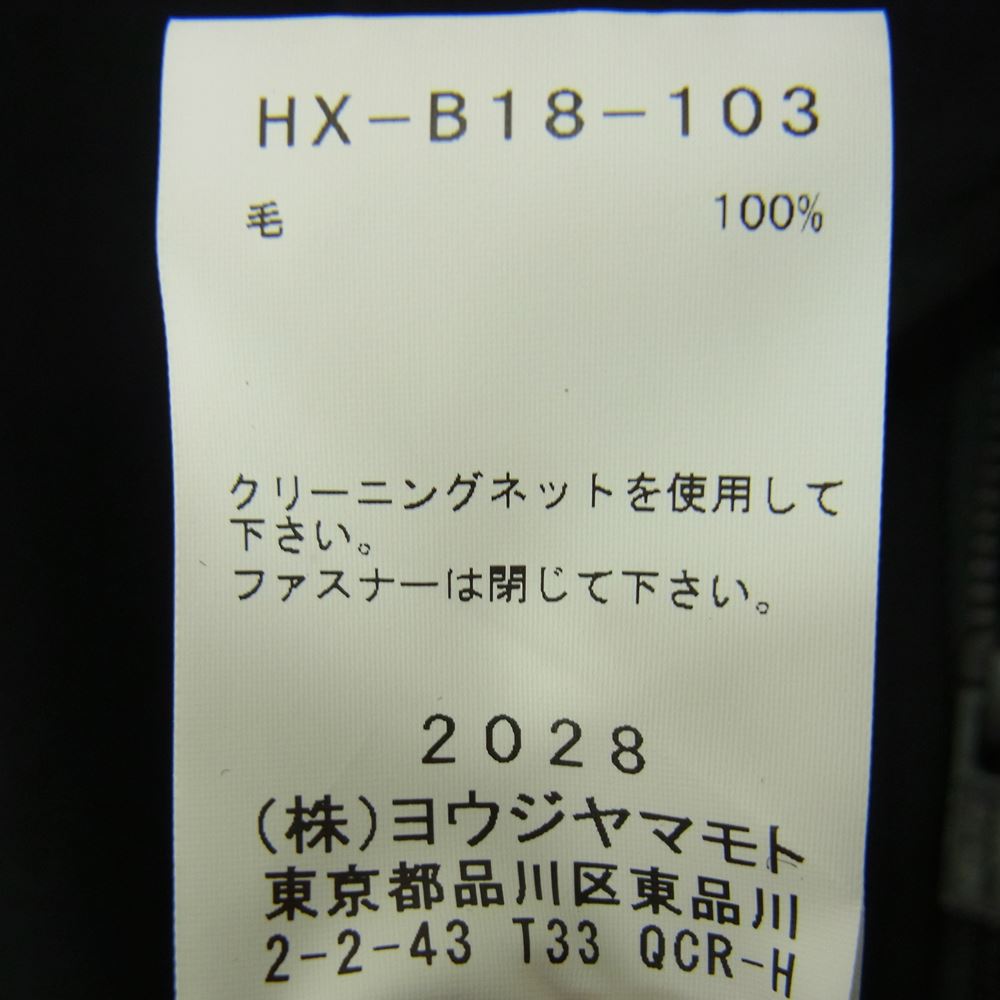 HX-B18-103
毛 100%
クリーニングネットを使用して
下さい。
ファスナーは閉じて下さい。
2028
(株)ヨウジヤマモト
東京都品川区東品川
2-2-43 T33 QCR-H